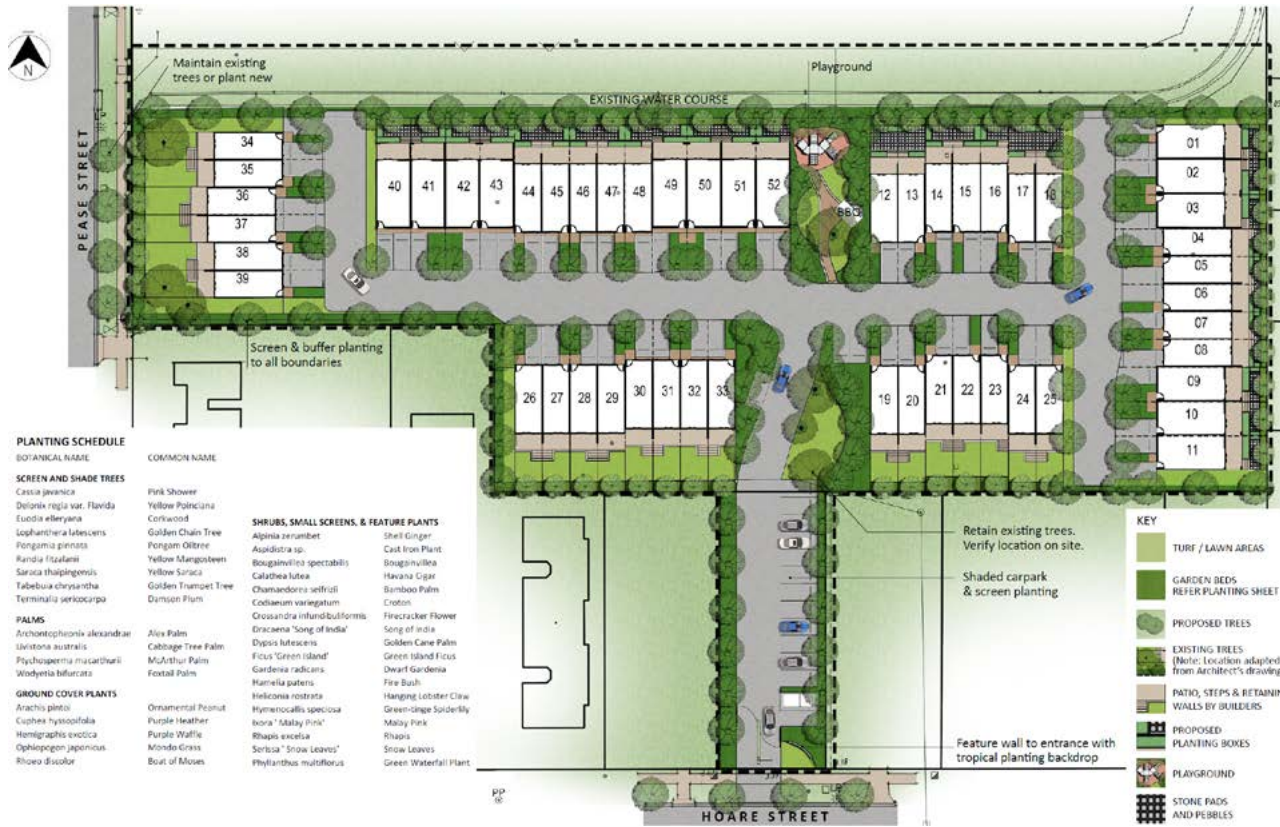 N
Maintain existing
trees or plant new
Playground
EXISTING WATER COURSE
PEASE STREET
34
35
36
37
38
39
40 41 42 43 44 45 46 47 48 49 50 51 52
BBQ
12 13 14 15 16 17 18
01
02
03
04
05
06
07
08
09
10
11
Screen & buffer planting
to all boundaries
26 27 28 29 30 31 32 33
19 20 21 22 23 24 25
PLANTING SCHEDULE
BOTANICAL NAME COMMON NAME
SCREEN AND SHADE TREES
Cassia javanica Pink Shower
Delonix regia var. Flavida Yellow Poinciana
Euodia elleryana Corkwood
Lophanthera latescens Golden Chain Tree
Pongamia pinnata Pongam Oiltree
Randia fitzalanii Yellow Mangosteen
Saraca thaipingensis Yellow Saraca
Tabebuia chrysantha Golden Trumpet Tree
Terminalia sericocarpa Damson Plum
PALMS
Archontopheonix alexandrae Alex Palm
Livistona australis Cabbage Tree Palm
Ptychosperma macarthurii McArthur Palm
Wodyetia bifurcata Foxtail Palm
GROUND COVER PLANTS
Arachis pintoi Ornamental Peanut
Cuphea hyssopifolia Purple Heather
Hemigraphis exotica Purple Waffle
Ophiopogon japonicus Mondo Grass
Rhoeo discolor Boat of Moses
SHRUBS, SMALL SCREENS, & FEATURE PLANTS
Alpinia zerumbet Shell Ginger
Aspidistra sp. Cast Iron Plant
Bougainvillea spectabilis Bougainvillea
Calathea lutea Havana Cigar
Chamaedorea seifrizii Bamboo Palm
Codiaeum variegatum Croton
Crossandra infundibuliformis Firecracker Flower
Dracaena 'Song of India' Song of India
Dypsis lutescens Golden Cane Palm
Ficus 'Green Island' Green Island Ficus
Gardenia radicans Dwarf Gardenia
Hamelia patens Fire Bush
Heliconia rostrata Hanging Lobster Claw
Hymenocallis speciosa Green-tinge Spiderlily
Ixora 'Malay Pink' Malay Pink
Rhapis excelsa Rhapis
Serissa 'Snow Leaves' Snow Leaves
Phyllanthus multiflorus Green Waterfall Plant
Retain existing trees.
Verify location on site.
Shaded carpark
& screen planting
Feature wall to entrance with
tropical planting backdrop
PP
HOARE STREET
KEY
TURF / LAWN AREAS
GARDEN BEDS
REFER PLANTING SHEET
PROPOSED TREES
EXISTING TREES
(Note: Location adapted
from Architect's drawing
PATIO, STEPS & RETAININ
WALLS BY BUILDERS
PROPOSED
PLANTING BOXES
PLAYGROUND
STONE PADS
AND PEBBLES